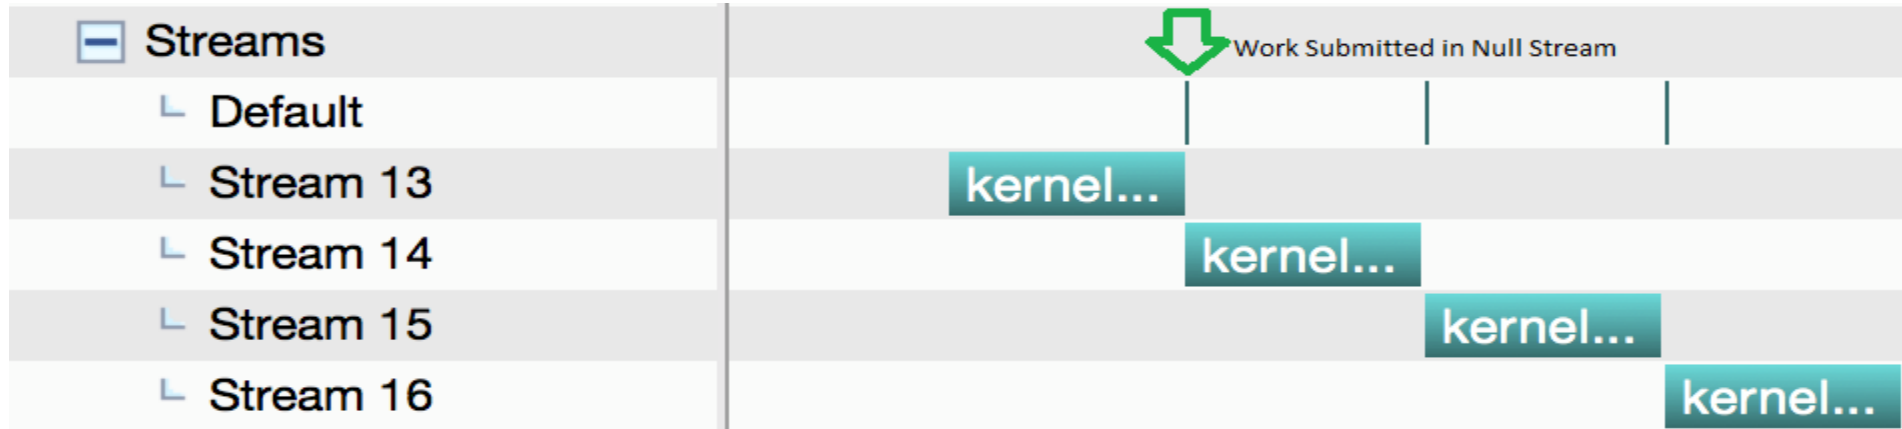 Streams
Work Submitted in Null Stream
Default
Stream 13
kernel...
Stream 14
kernel...
Stream 15
kernel...
Stream 16
kernel...